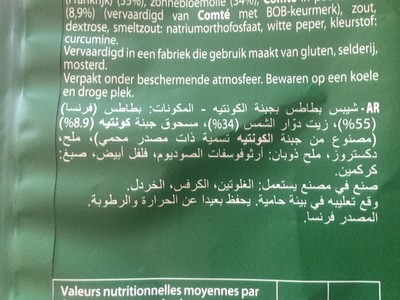 (Frankrijk) (55%), zonnebloemolie (34%), Comté in p
(8,9%) (vervaardigd van Comté met BOB-keurmerk), zout,
dextrose, smeltzout: natriumorthofosfaat, witte peper, kleurstof:
curcumine.
Vervaardigd in een fabriek die gebruik maakt van gluten, selderij,
mosterd.
Verpakt onder beschermende atmosfeer. Bewaren op een koele
en droge plek.
AR- شيبس بطاطس بجبنة الكونتيه - المكونات: بطاطس (فرنسا)
(55%)، زيت دوّار الشمس (34%)، مسحوق جبنة كونتيه (8.9%)
(مصنوع من جبنة الكونتيه تسمية ذات مصدر محمي)، ملح،
دكستروز، ملح ذوبان: أرثوفوسفات الصوديوم، فلفل أبيض، صبغ:
كركمين.
صنع في مصنع يستعمل: الغلوتين، الكرفس، الخردل.
وقع تعليبه في بيئة حامية. يحفظ بعيدا عن الحرارة والرطوبة.
المصدر فرنسا.
Valeurs nutritionnelles moyennes par